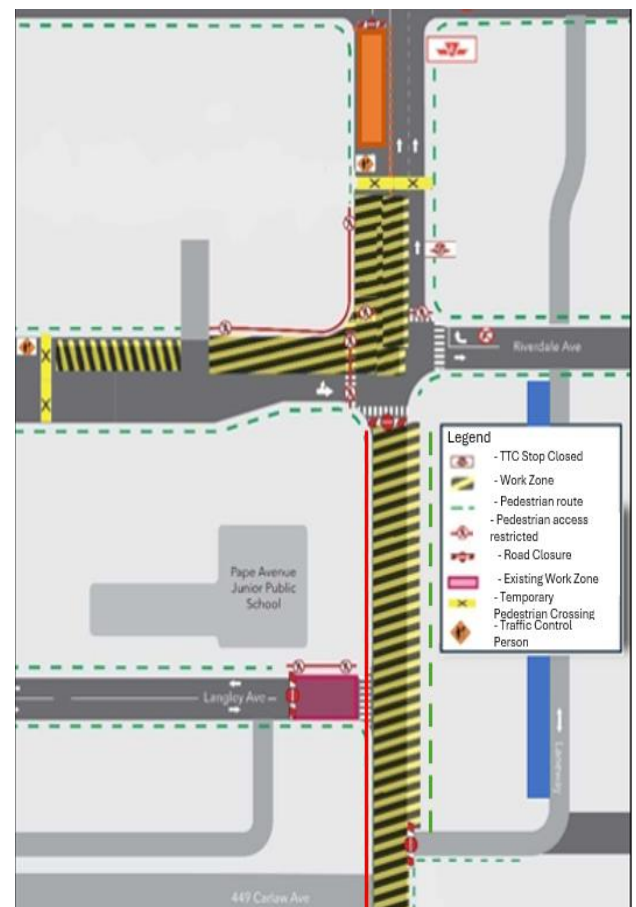 Riverdale Ave
Legend
- TTC Stop Closed
- Work Zone
- Pedestrian route
- Pedestrian access
restricted
- Road Closure
- Existing Work Zone
- Temporary
Pedestrian Crossing
- Traffic Control
Person
Pape Avenue
Junior Public
School
Langley Ave
Laneway
449 Carlaw Ave